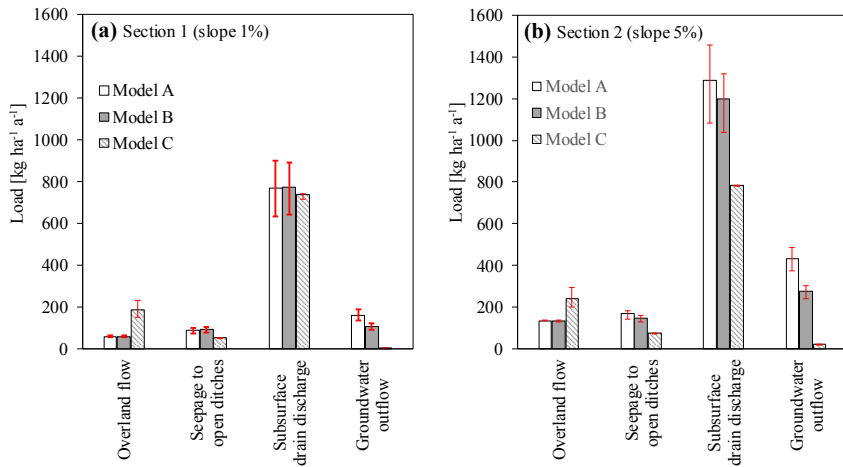 (a) Section 1 (slope 1%)
Load [kg ha⁻¹ a⁻¹]
1600
1400
1200
1000
800
600
400
200
0
Model A
Model B
Model C
Overland flow
Seepage to
open ditches
Subsurface
drain discharge
Groundwater
outflow
(b) Section 2 (slope 5%)
Load [kg ha⁻¹ a⁻¹]
1600
1400
1200
1000
800
600
400
200
0
Model A
Model B
Model C
Overland flow
Seepage to
open ditches
Subsurface
drain discharge
Groundwater
outflow